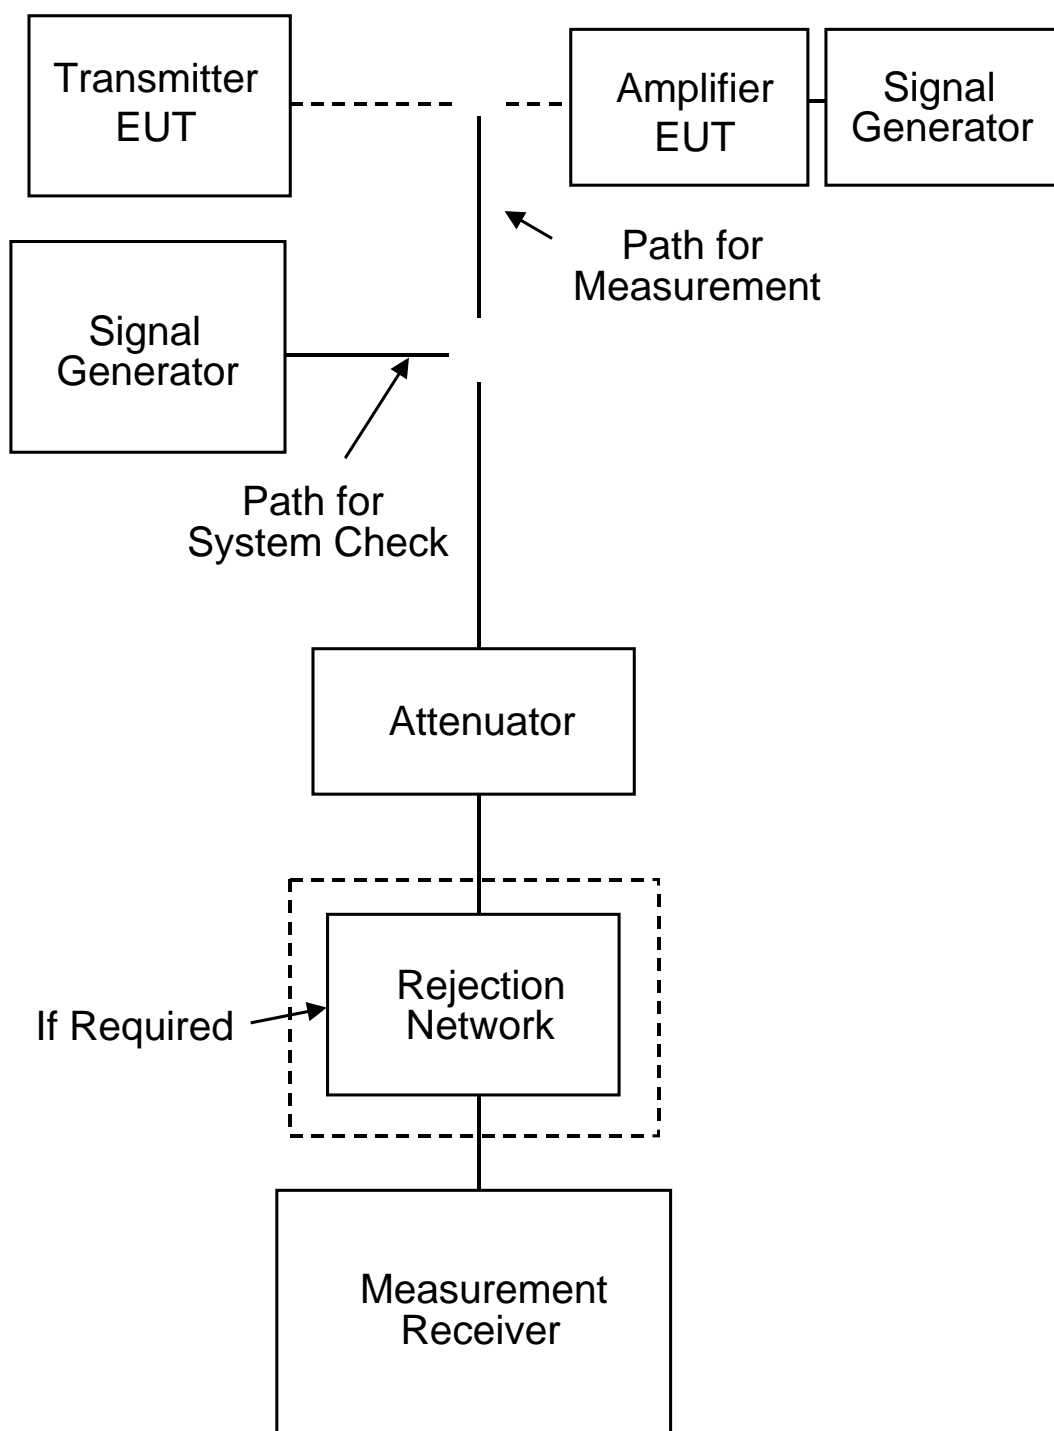 Transmitter
EUT
Amplifier
EUT
Signal
Generator
Path for
Measurement
Signal
Generator
Path for
System Check
Attenuator
Rejection
Network
If Required
Measurement
Receiver